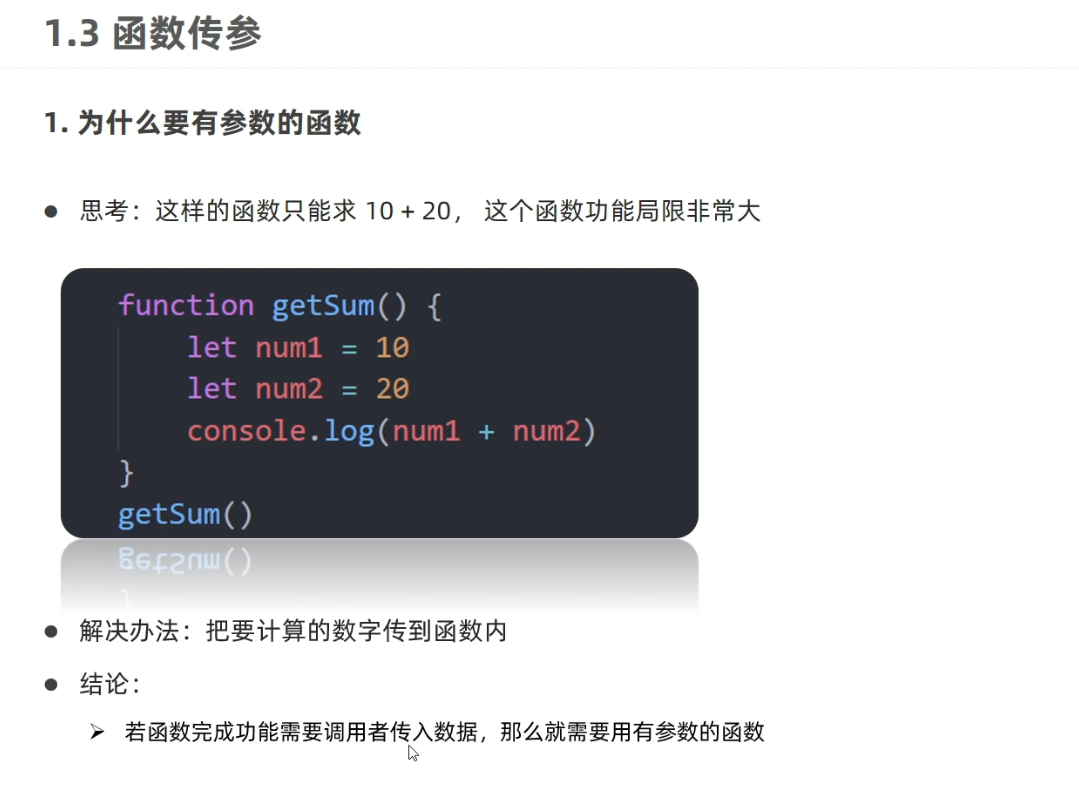 1.3 函数传参
1. 为什么要有参数的函数
● 思考：这样的函数只能求 10 + 20， 这个函数功能局限非常大
function getSum() {
    let num1 = 10
    let num2 = 20
    console.log(num1 + num2)
}
getSum()
● 解决办法：把要计算的数字传到函数内
● 结论：
➢ 若函数完成功能需要调用者传入数据，那么就需要用有参数的函数